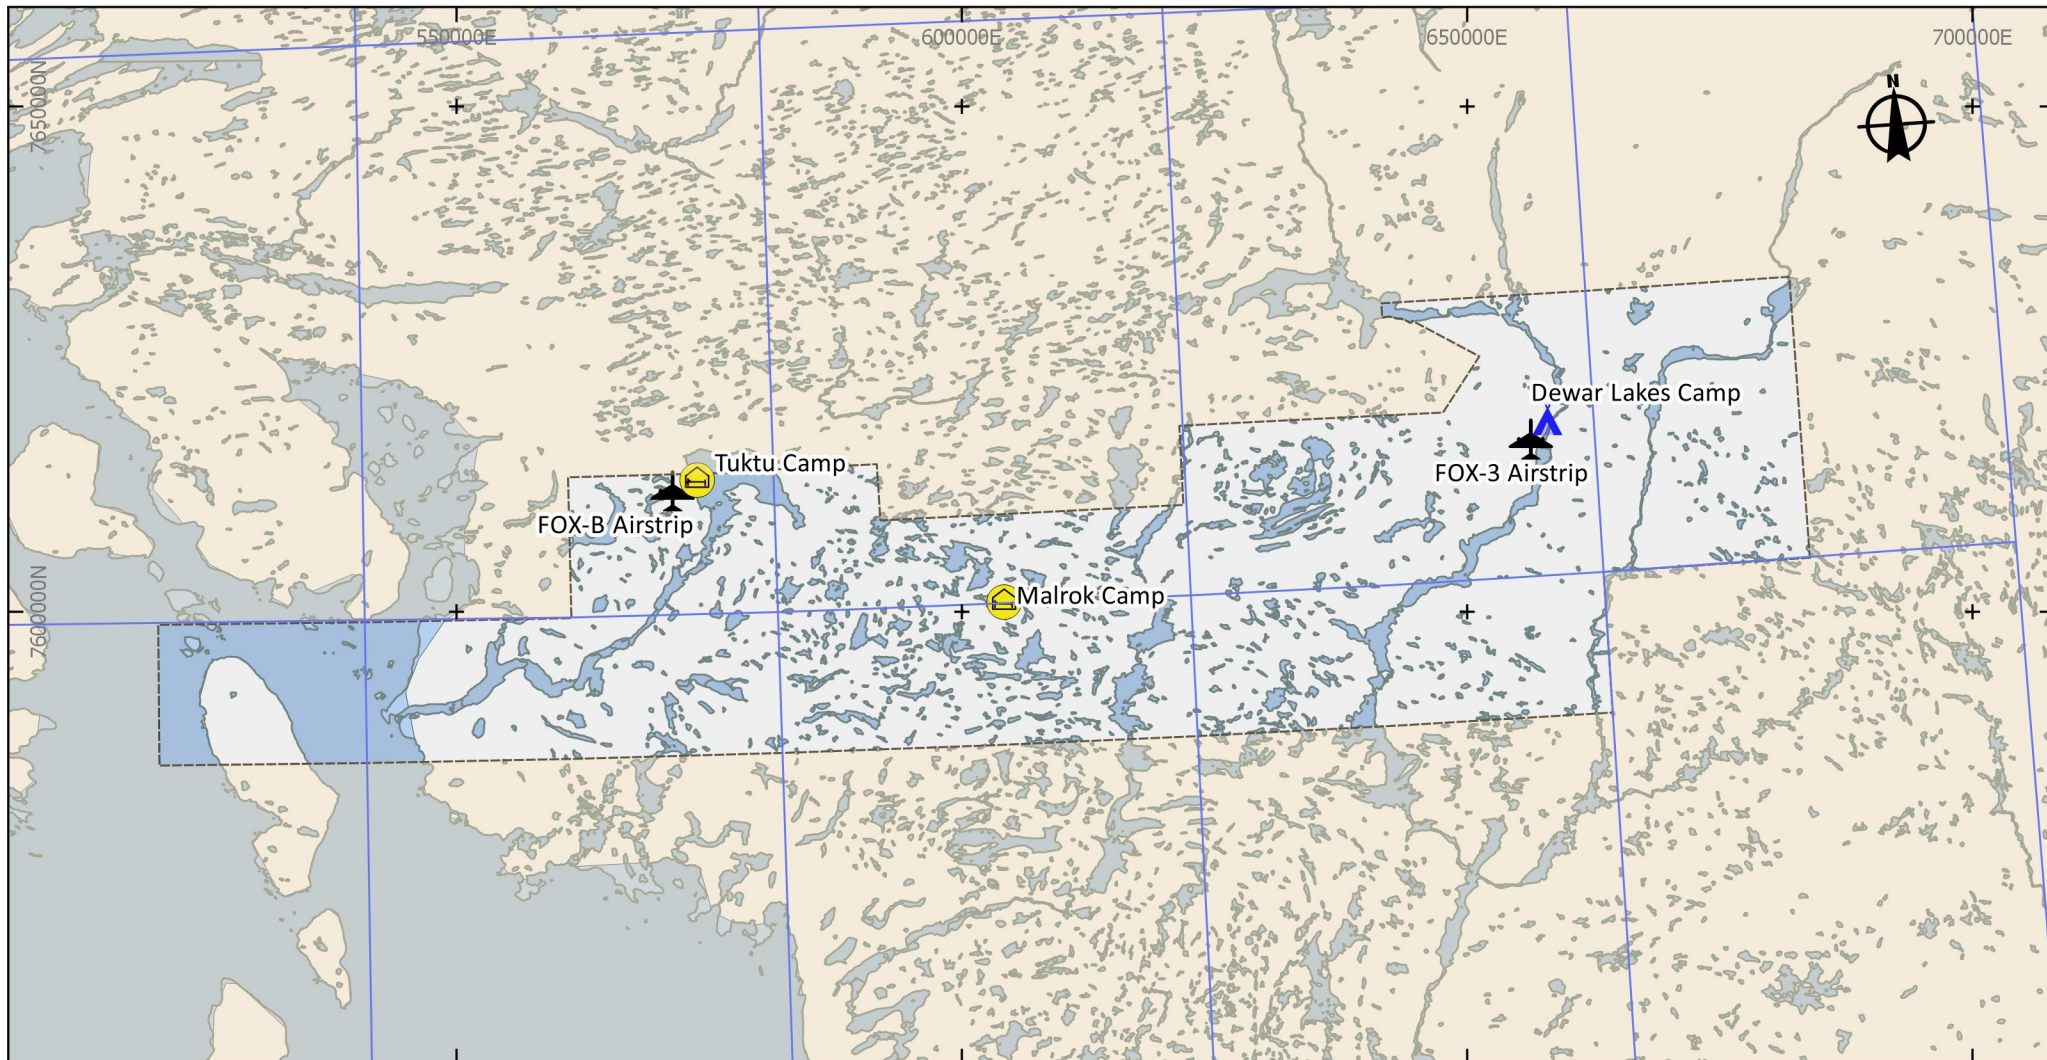 550000E
600000E
650000E
700000E
7650000N
N
Dewar Lakes Camp
Tuktu Camp
FOX-3 Airstrip
FOX-B Airstrip
Malrok Camp
7600000N